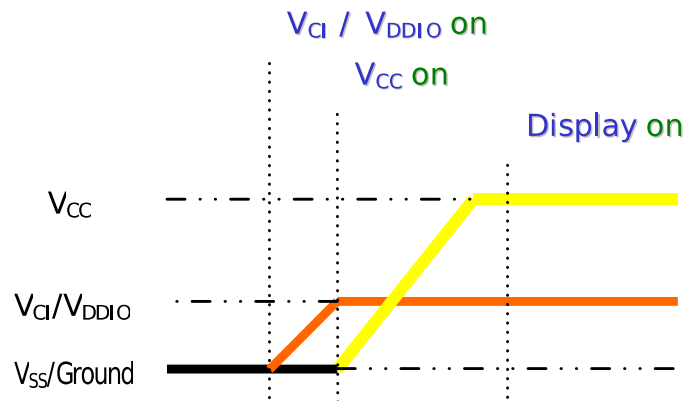 VCI / VDDIO on
VCC on
Display on
VCC
VCI/VDDIO
VSS/Ground